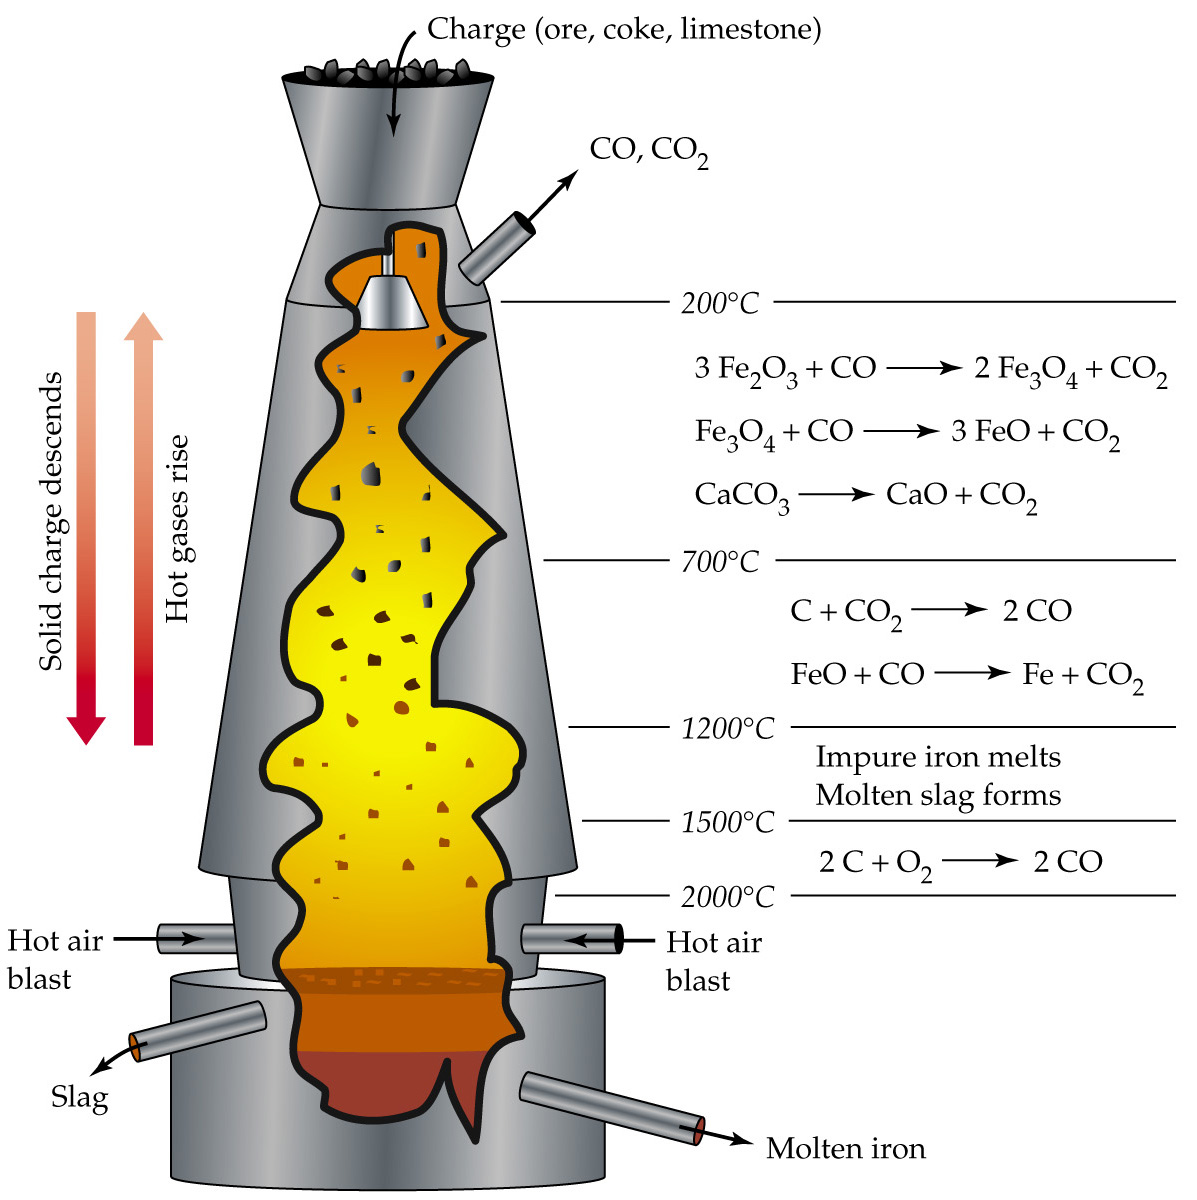 Charge (ore, coke, limestone)
CO, CO₂
200°C
3 Fe₂O₃ + CO ⟶ 2 Fe₃O₄ + CO₂
Fe₃O₄ + CO ⟶ 3 FeO + CO₂
CaCO₃ ⟶ CaO + CO₂
Solid charge descends
Hot gases rise
700°C
C + CO₂ ⟶ 2 CO
FeO + CO ⟶ Fe + CO₂
1200°C
Impure iron melts
Molten slag forms
1500°C
2 C + O₂ ⟶ 2 CO
2000°C
Hot air
blast
Hot air
blast
Slag
Molten iron